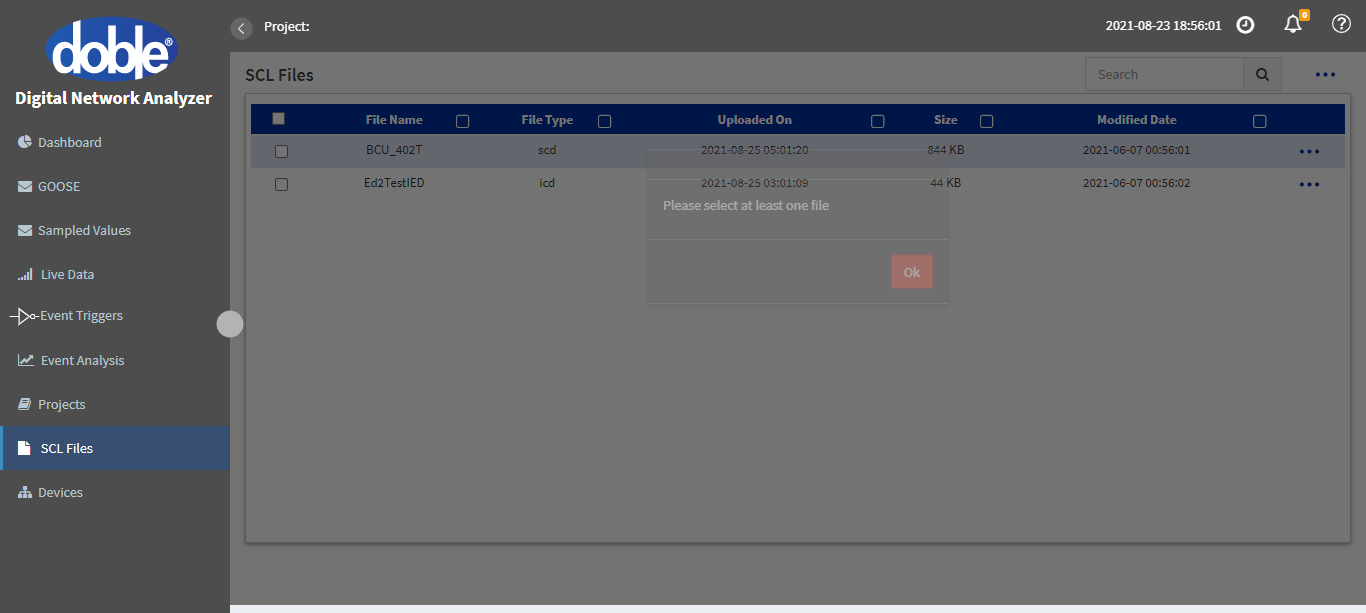 doble®
Digital Network Analyzer
Dashboard
GOOSE
Sampled Values
Live Data
Event Triggers
Event Analysis
Projects
SCL Files
Devices
Project:
2021-08-23 18:56:01
0
SCL Files
Search
File Name File Type Uploaded On Size Modified Date
BCU_402T scd 2021-08-25 05:01:20 844 KB 2021-06-07 00:56:01
Ed2TestIED icd 2021-08-25 03:01:09 44 KB 2021-06-07 00:56:02
Please select at least one file
Ok